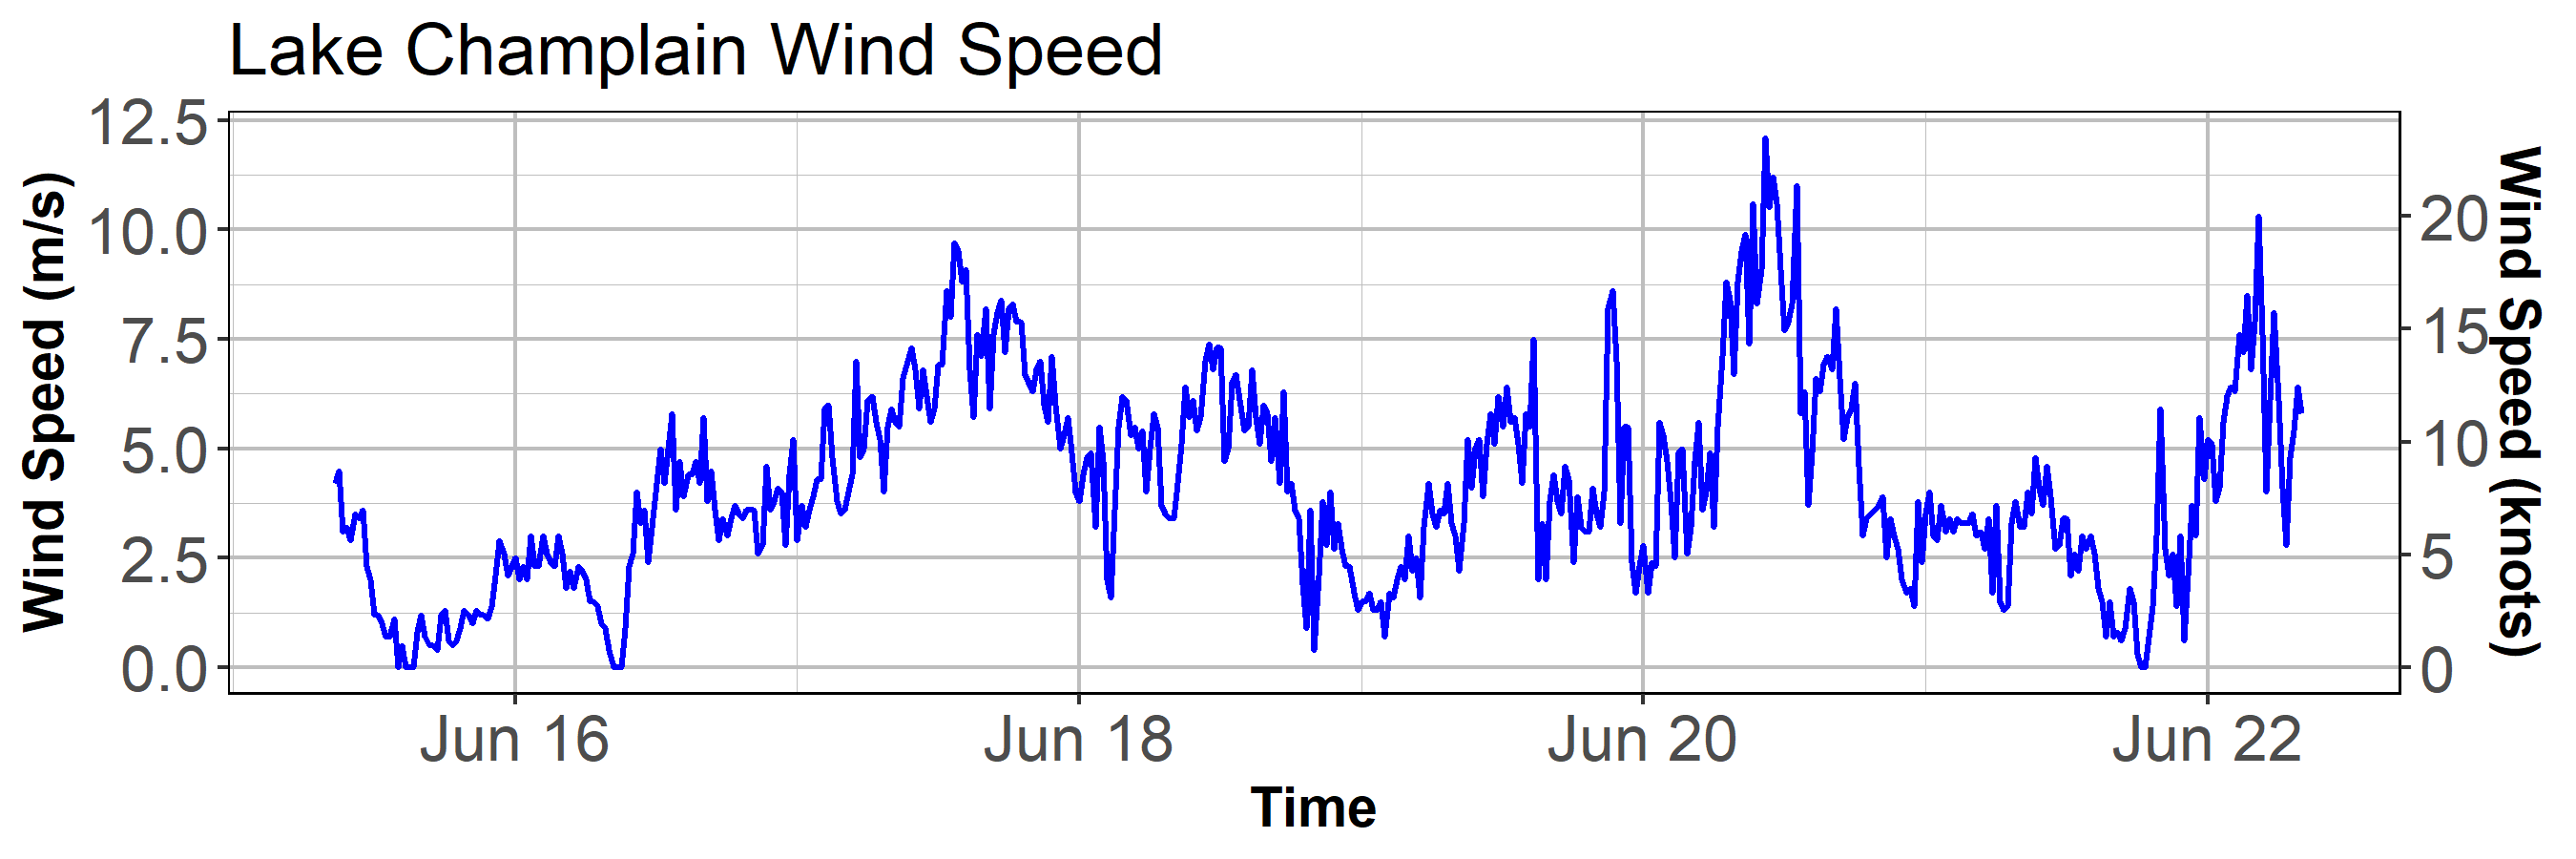 Lake Champlain Wind Speed
Wind Speed (m/s)
12.5
10.0
7.5
5.0
2.5
0.0
20
15
10
5
0
Wind Speed (knots)
Jun 16
Jun 18
Jun 20
Jun 22
Time